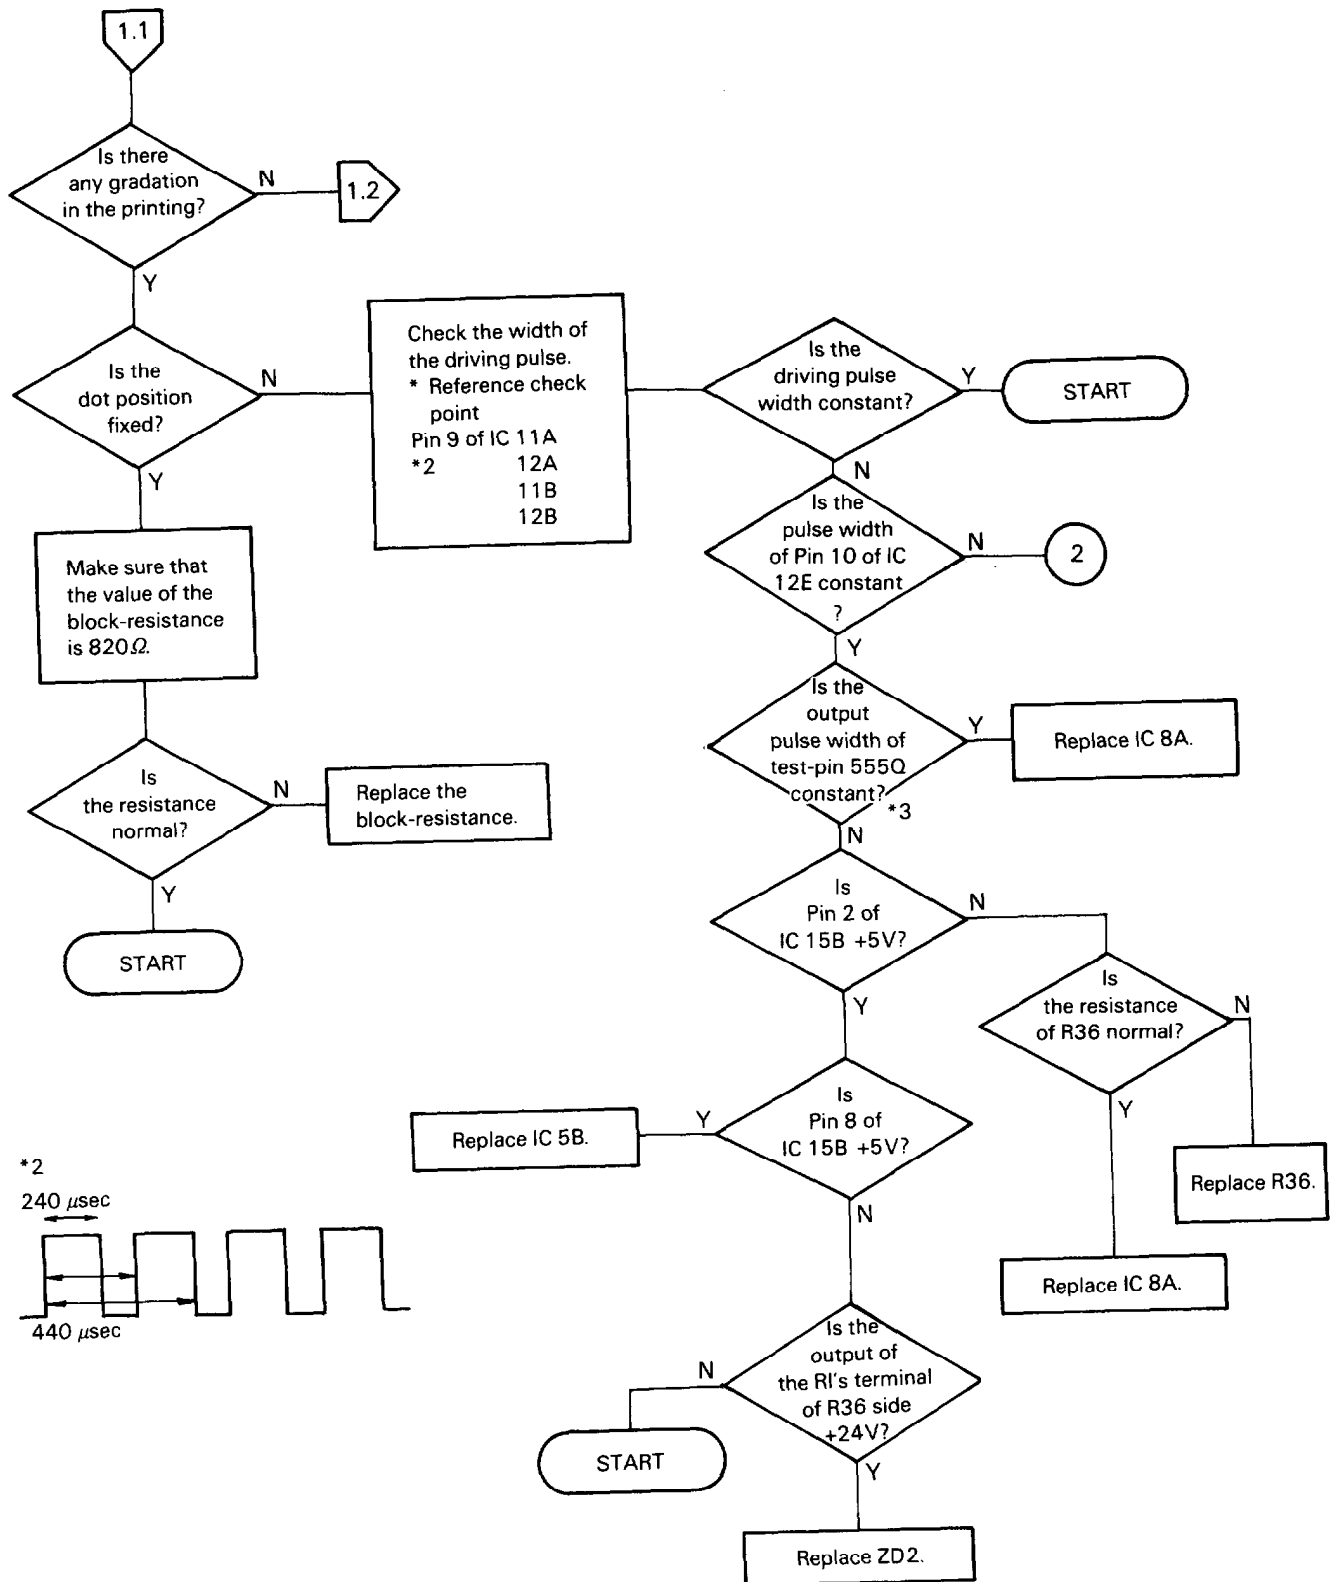 1.1
Is there
any gradation
in the printing?
N
1.2
Y
Is the
dot position
fixed?
N
Check the width of
the driving pulse.
* Reference check
point
Pin 9 of IC 11A
*2 12A
11B
12B
Is the
driving pulse
width constant?
Y
START
N
Y
Make sure that
the value of the
block-resistance
is 820Ω.
Is the
pulse width
of Pin 10 of IC
12E constant
?
N
2
Y
Is the
output
pulse width of
test-pin 555Q
constant?
*3
Y
Replace IC 8A.
N
Is
the resistance
normal?
N
Replace the
block-resistance.
Y
START
Is
Pin 2 of
IC 15B +5V?
N
Y
Is
the resistance
of R36 normal?
N
Y
Replace R36.
Replace IC 8A.
Is
Pin 8 of
IC 15B +5V?
Y
Replace IC 5B.
N
*2
240 μsec
440 μsec
Is the
output of
the RI's terminal
of R36 side
+24V?
N
START
Y
Replace ZD2.